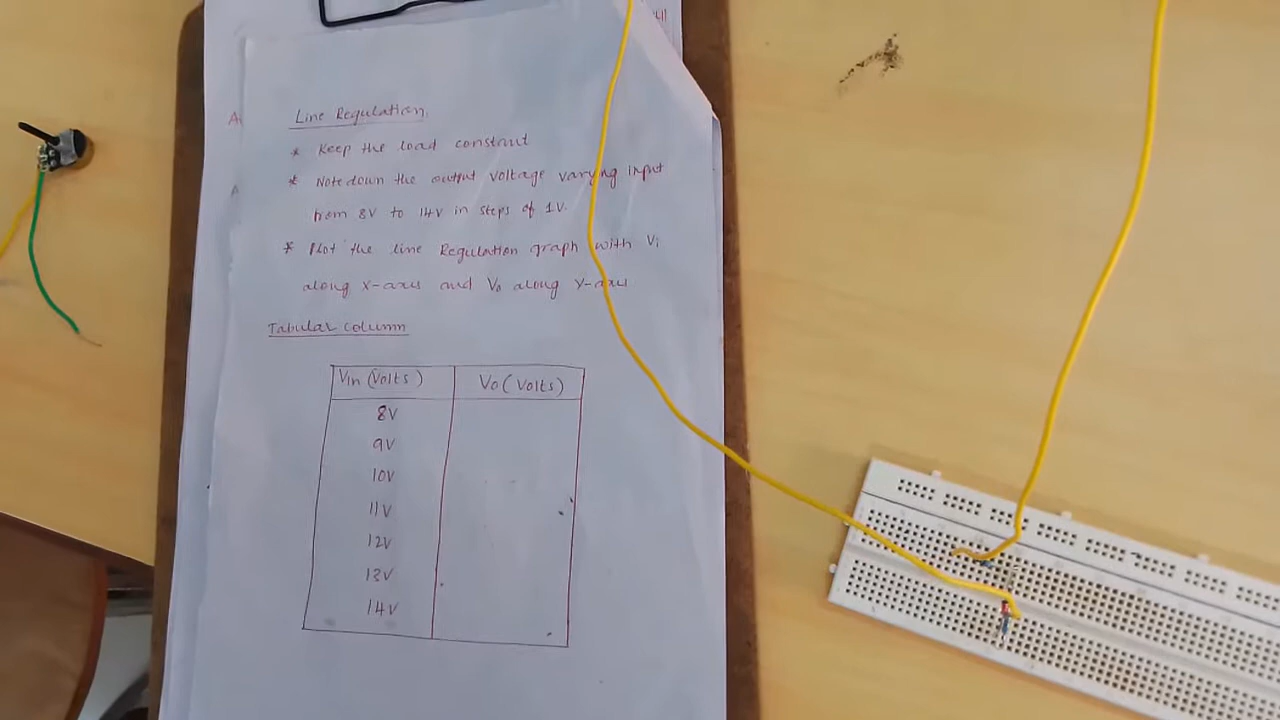 Line Regulation.
* Keep the load constant
* Note down the output voltage varying input
from 8V to 14V in steps of 1V.
* Plot the line Regulation graph with Vi
along X-axis and Vo along Y-axis
Tabular column
Vin (Volts) Vo (Volts)
8V
9V
10V
11V
12V
13V
14V